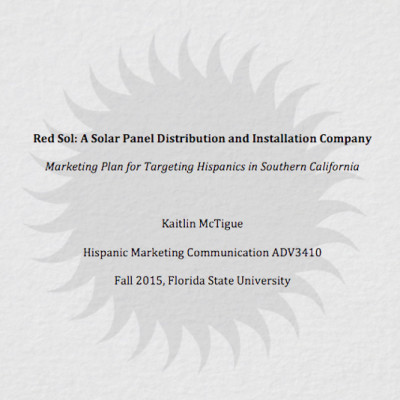 Red Sol: A Solar Panel Distribution and Installation Company
Marketing Plan for Targeting Hispanics in Southern California
Kaitlin McTigue
Hispanic Marketing Communication ADV3410
Fall 2015, Florida State University